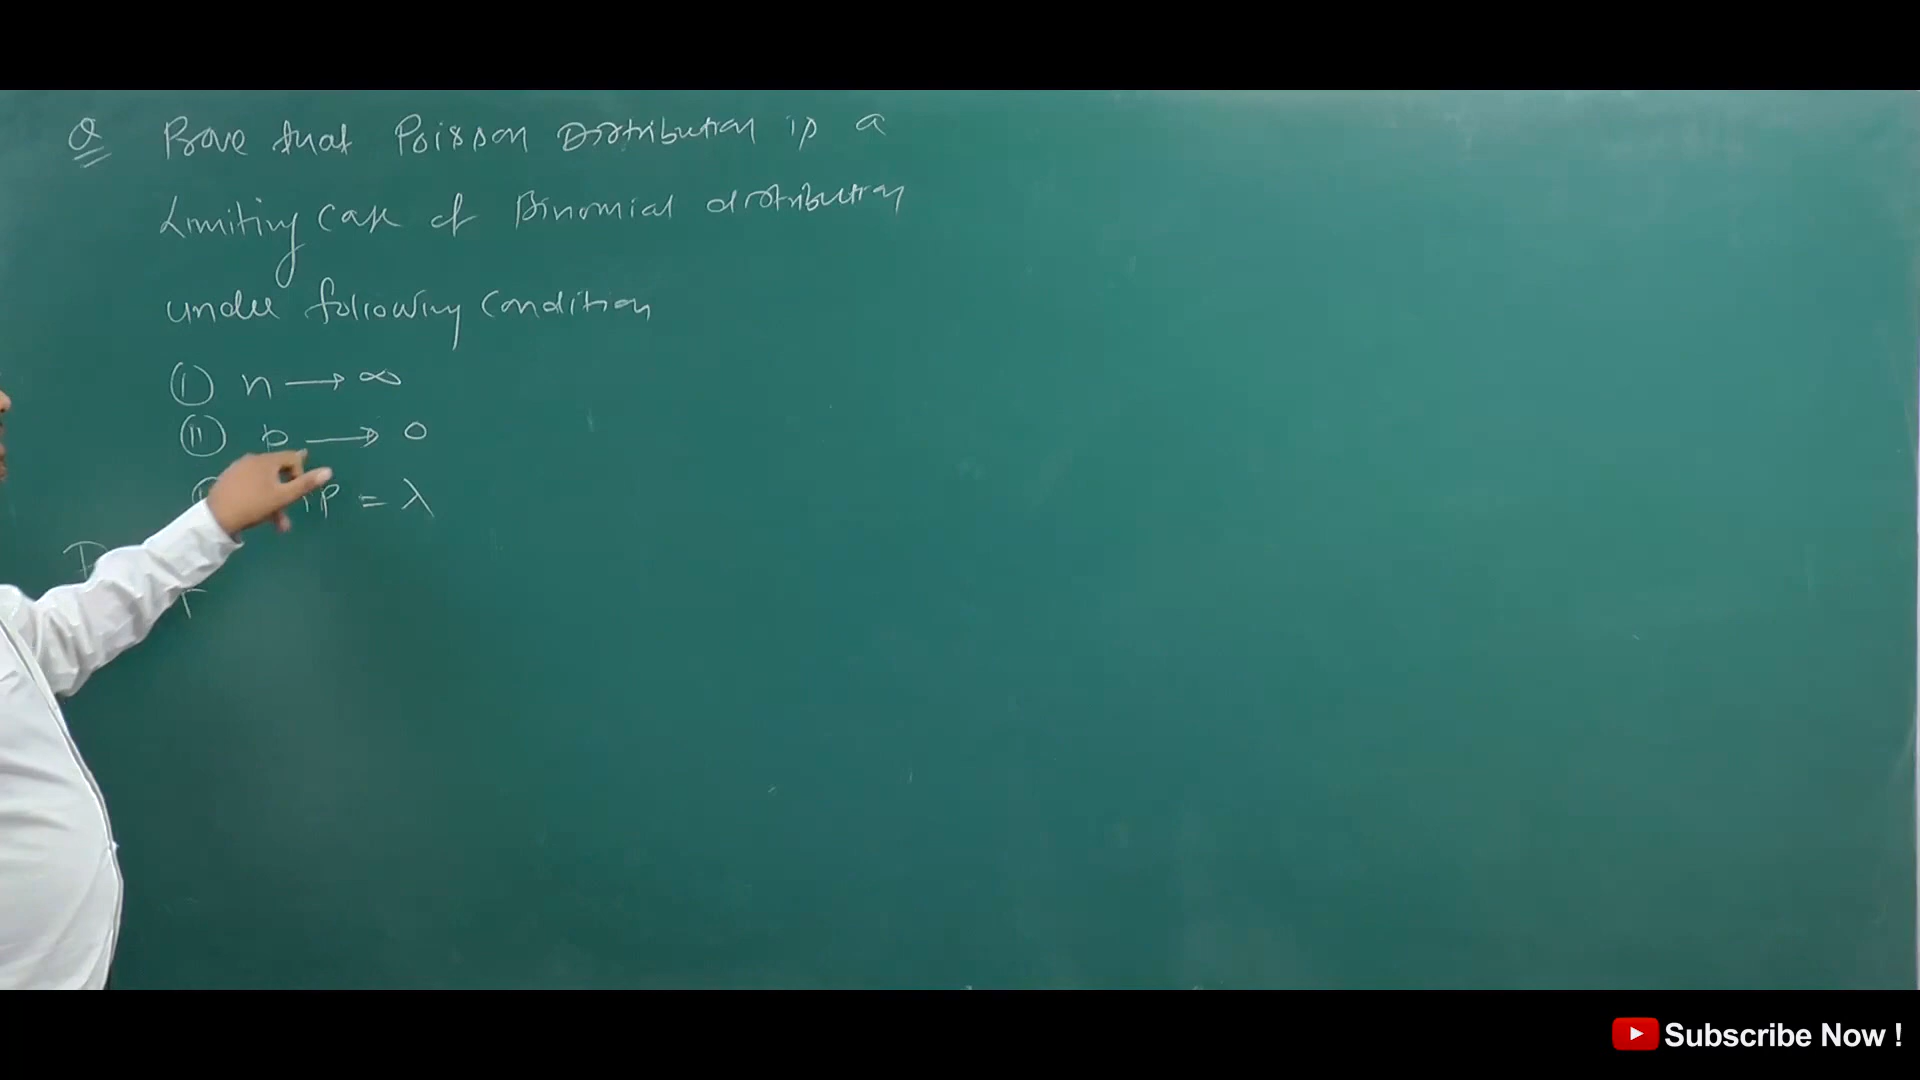 Q Prove that Poisson Distribution is a
Limiting case of Binomial distribution
under following condition
(i) n → ∞
(ii) p → 0
np = λ
Subscribe Now !